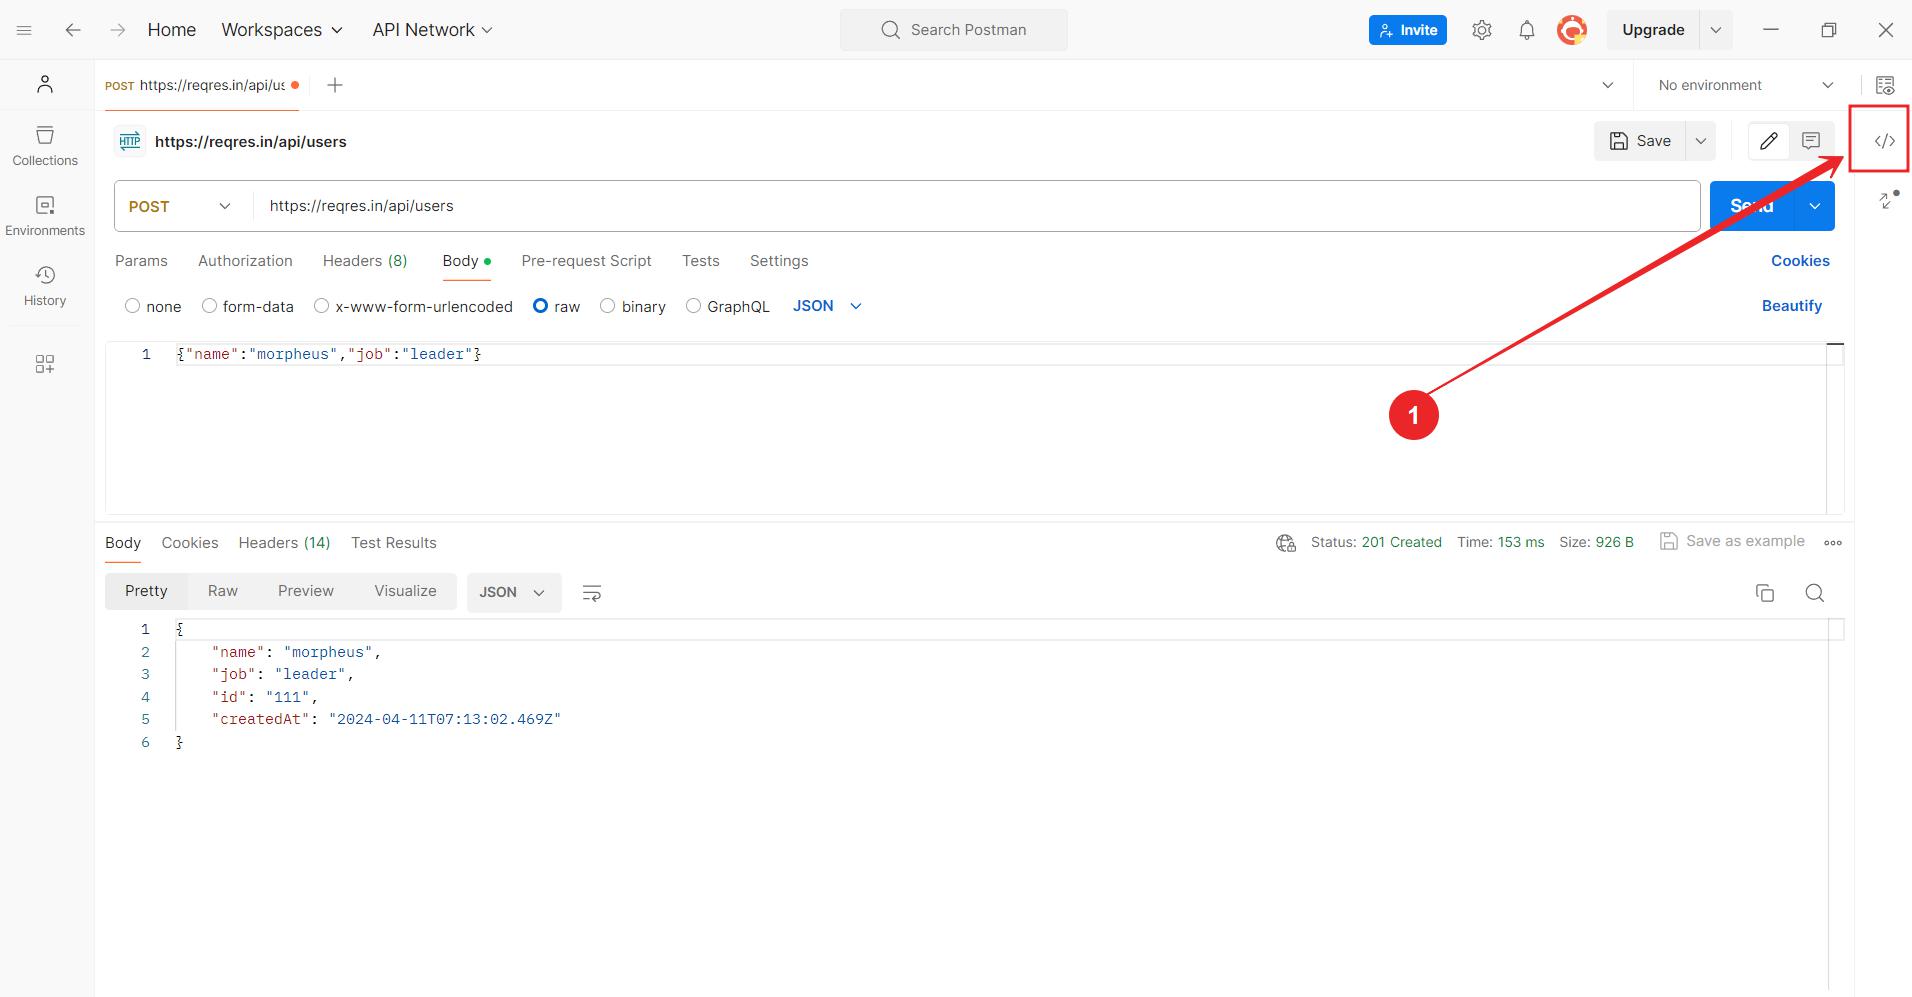 Home Workspaces API Network Search Postman Invite Upgrade
POST https://reqres.in/api/us No environment
HTTP https://reqres.in/api/users Save </>
Collections
POST https://reqres.in/api/users Send
Environments
Params Authorization Headers (8) Body Pre-request Script Tests Settings Cookies
History
none form-data x-www-form-urlencoded raw binary GraphQL JSON Beautify
1 {"name":"morpheus","job":"leader"}
1
Body Cookies Headers (14) Test Results Status: 201 Created Time: 153 ms Size: 926 B Save as example
Pretty Raw Preview Visualize JSON
1 {
2 "name": "morpheus",
3 "job": "leader",
4 "id": "111",
5 "createdAt": "2024-04-11T07:13:02.469Z"
6 }